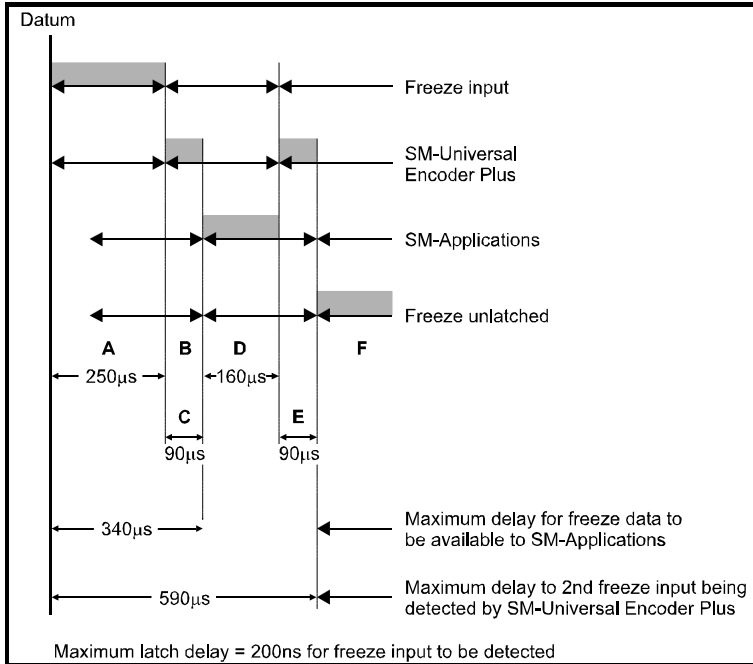 Datum
Freeze input
SM-Universal
Encoder Plus
SM-Applications
Freeze unlatched
A B D F
250µs 160µs
C E
90µs 90µs
340µs
Maximum delay for freeze data to
be available to SM-Applications
590µs
Maximum delay to 2nd freeze input being
detected by SM-Universal Encoder Plus
Maximum latch delay = 200ns for freeze input to be detected